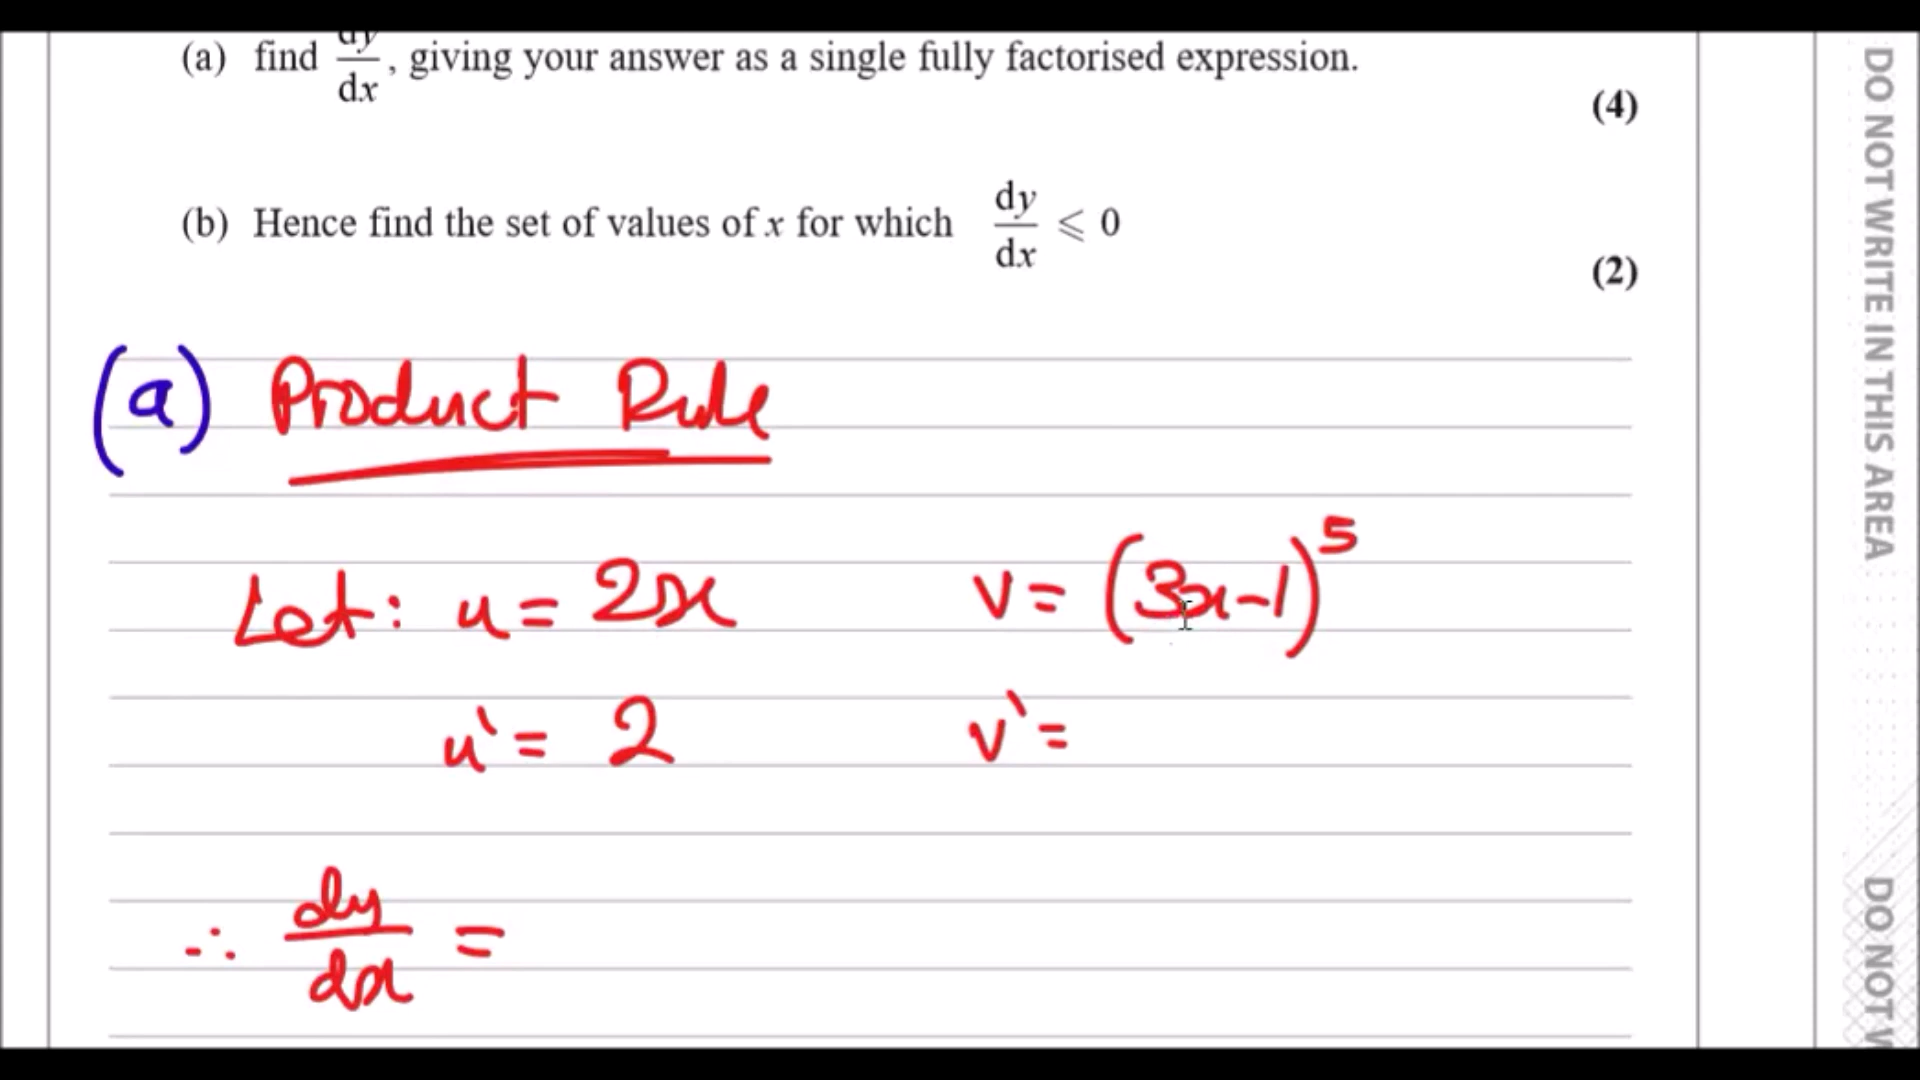 (a) find dy/dx, giving your answer as a single fully factorised expression.
(4)
(b) Hence find the set of values of x for which dy/dx ⩽ 0
(2)
(a) Product Rule
Let: u = 2x v = (3x-1)^5
u' = 2 v' =
∴ dy/dx =
DO NOT WRITE IN THIS AREA
DO NOT W